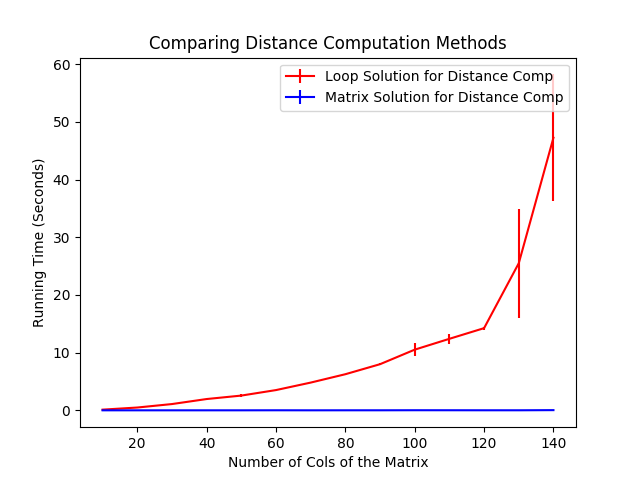 Comparing Distance Computation Methods
Loop Solution for Distance Comp
Matrix Solution for Distance Comp
Running Time (Seconds)
60
50
40
30
20
10
0
20 40 60 80 100 120 140
Number of Cols of the Matrix